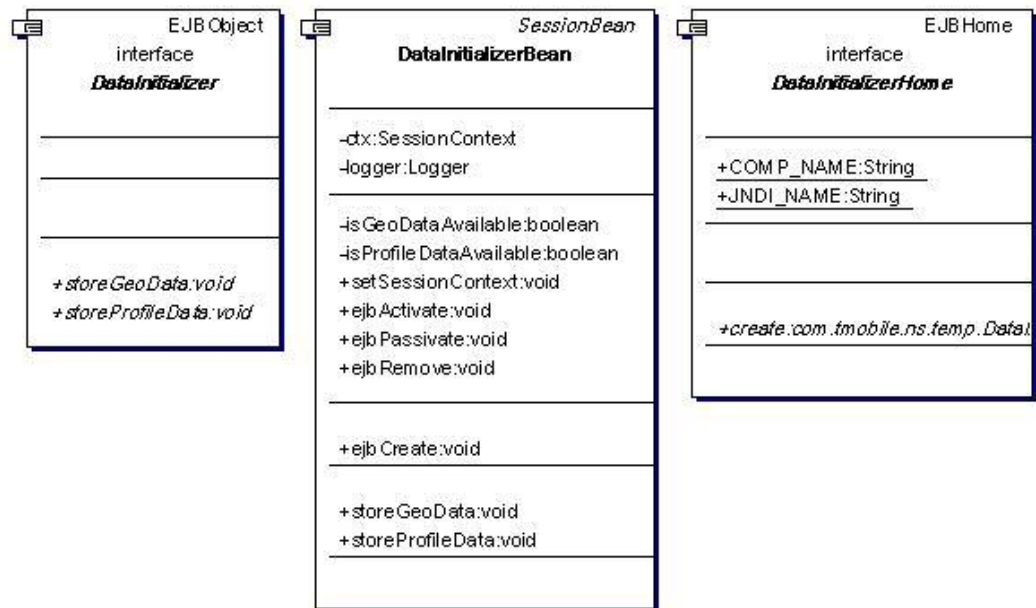 EJBObject
interface
DataInitializer
+storeGeoData:void
+storeProfileData:void
SessionBean
DataInitializerBean
-ctx:SessionContext
-logger:Logger
-isGeoDataAvailable:boolean
-isProfileDataAvailable:boolean
+setSessionContext:void
+ejbActivate:void
+ejbPassivate:void
+ejbRemove:void
+ejbCreate:void
+storeGeoData:void
+storeProfileData:void
EJBHome
interface
DataInitializerHome
+COMP_NAME:String
+JNDI_NAME:String
+create:com.tmobile.ns.temp.DataI